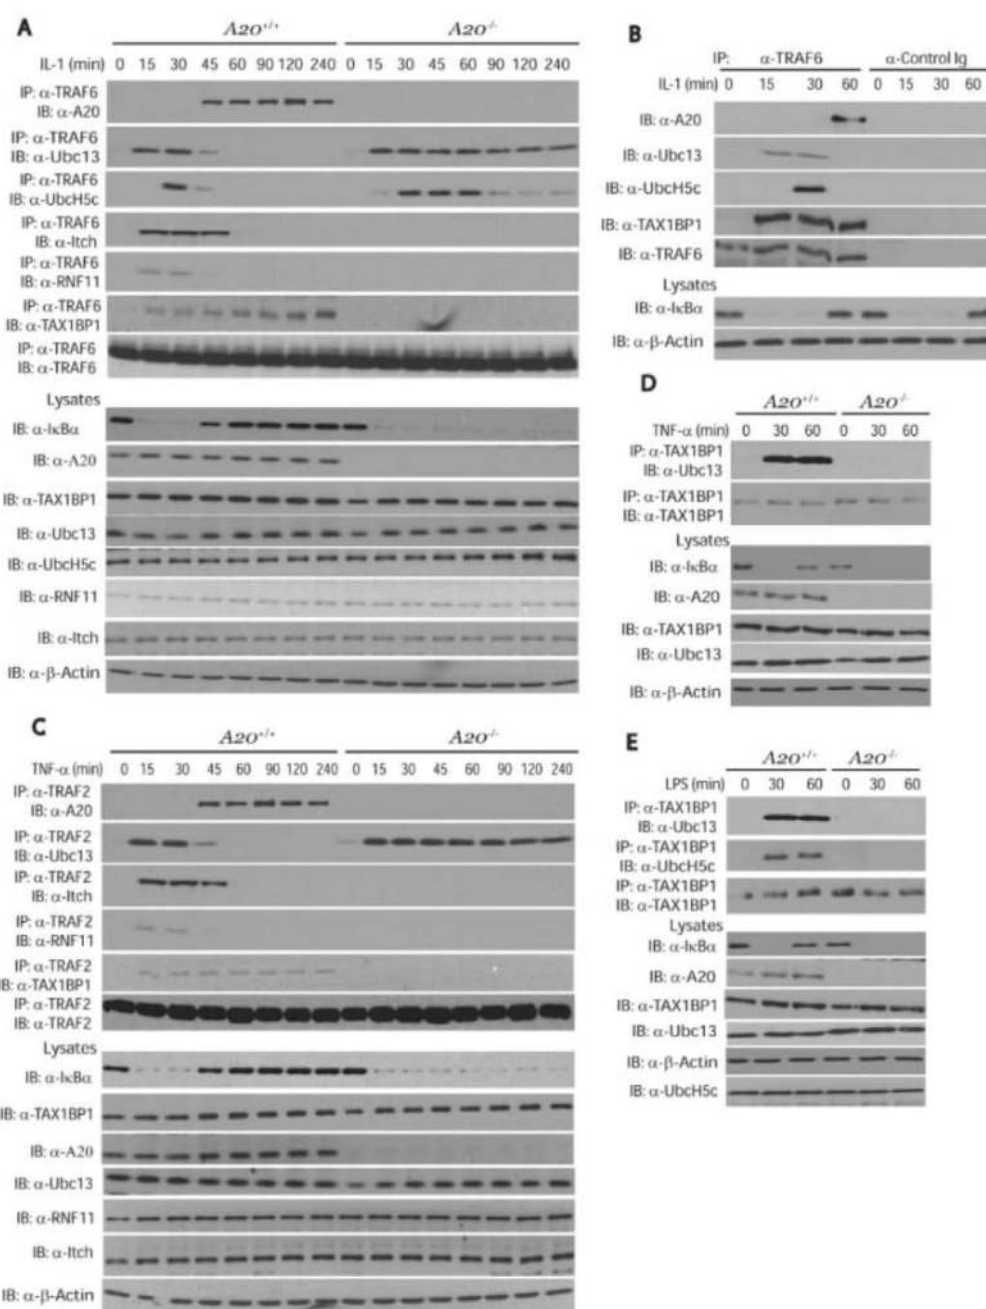 A
A20+/+ A20-/-
IL-1 (min) 0 15 30 45 60 90 120 240 0 15 30 45 60 90 120 240
IP: α-TRAF6
IB: α-A20
IP: α-TRAF6
IB: α-Ubc13
IP: α-TRAF6
IB: α-UbcH5c
IP: α-TRAF6
IB: α-Itch
IP: α-TRAF6
IB: α-RNF11
IP: α-TRAF6
IB: α-TAX1BP1
IP: α-TRAF6
IB: α-TRAF6
Lysates
IB: α-IκBα
IB: α-A20
IB: α-TAX1BP1
IB: α-Ubc13
IB: α-UbcH5c
IB: α-RNF11
IB: α-Itch
IB: α-β-Actin
B
IP: α-TRAF6 α-Control Ig
IL-1 (min) 0 15 30 60 0 15 30 60
IB: α-A20
IB: α-Ubc13
IB: α-UbcH5c
IB: α-TAX1BP1
IB: α-TRAF6
Lysates
IB: α-IκBα
IB: α-β-Actin
C
A20+/+ A20-/-
TNF-α (min) 0 15 30 45 60 90 120 240 0 15 30 45 60 90 120 240
IP: α-TRAF2
IB: α-A20
IP: α-TRAF2
IB: α-Ubc13
IP: α-TRAF2
IB: α-Itch
IP: α-TRAF2
IB: α-RNF11
IP: α-TRAF2
IB: α-TAX1BP1
IP: α-TRAF2
IB: α-TRAF2
Lysates
IB: α-IκBα
IB: α-TAX1BP1
IB: α-A20
IB: α-Ubc13
IB: α-RNF11
IB: α-Itch
IB: α-β-Actin
D
A20+/+ A20-/-
TNF-α (min) 0 30 60 0 30 60
IP: α-TAX1BP1
IB: α-Ubc13
IP: α-TAX1BP1
IB: α-TAX1BP1
Lysates
IB: α-IκBα
IB: α-A20
IB: α-TAX1BP1
IB: α-Ubc13
IB: α-β-Actin
E
A20+/+ A20-/-
LPS (min) 0 30 60 0 30 60
IP: α-TAX1BP1
IB: α-Ubc13
IP: α-TAX1BP1
IB: α-UbcH5c
IP: α-TAX1BP1
IB: α-TAX1BP1
Lysates
IB: α-IκBα
IB: α-A20
IB: α-TAX1BP1
IB: α-Ubc13
IB: α-β-Actin
IB: α-UbcH5c